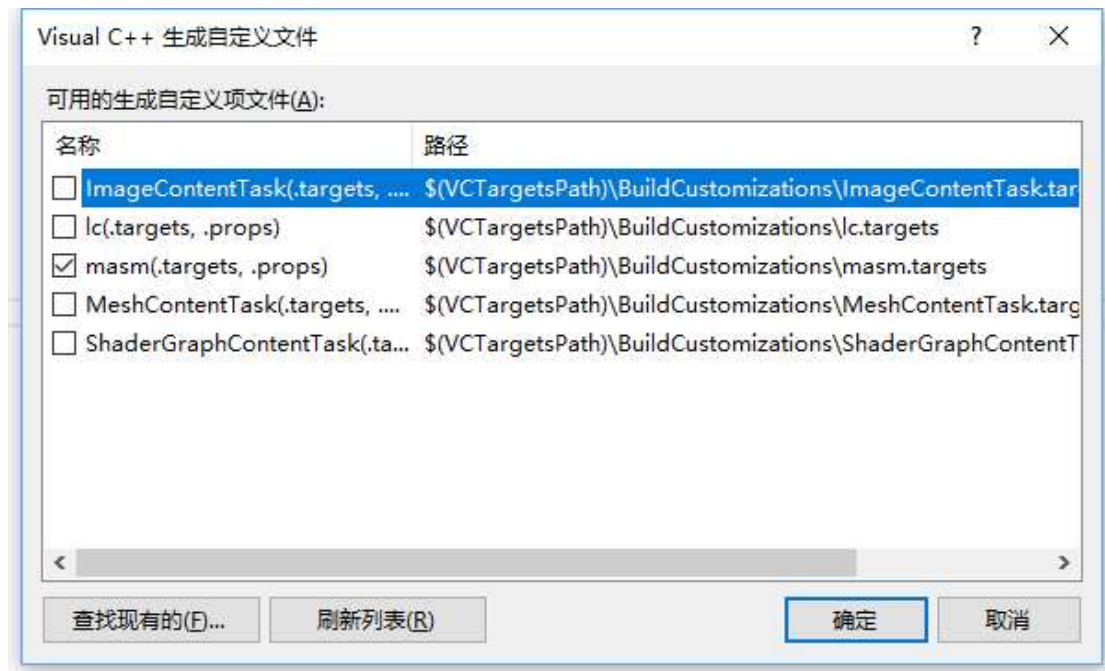 Visual C++ 生成自定义文件
可用的生成自定义项文件(A):
名称 路径
ImageContentTask(.targets, .... $(VCTargetsPath)\BuildCustomizations\ImageContentTask.tar
lc(.targets, .props) $(VCTargetsPath)\BuildCustomizations\lc.targets
masm(.targets, .props) $(VCTargetsPath)\BuildCustomizations\masm.targets
MeshContentTask(.targets, .... $(VCTargetsPath)\BuildCustomizations\MeshContentTask.targ
ShaderGraphContentTask(.ta... $(VCTargetsPath)\BuildCustomizations\ShaderGraphContentT
查找现有的(F)... 刷新列表(R) 确定 取消